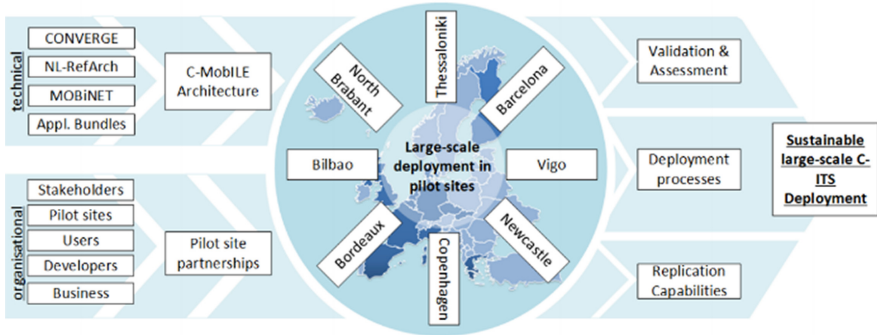 technical
CONVERGE
NL-RefArch
MOBiNET
Appl. Bundles
C-MobILE
Architecture
organisational
Stakeholders
Pilot sites
Users
Developers
Business
Pilot site
partnerships
North
Brabant
Thessaloniki
Barcelona
Bilbao
Large-scale
deployment in
pilot sites
Vigo
Bordeaux
Copenhagen
Newcastle
Validation &
Assessment
Deployment
processes
Replication
Capabilities
Sustainable
large-scale C-
ITS
Deployment